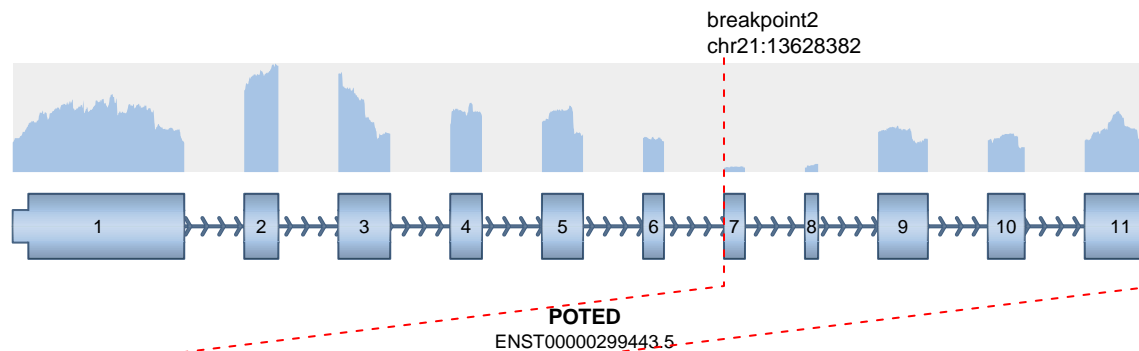 breakpoint2
chr21:13628382
1 2 3 4 5 6 7 8 9 10 11
POTED
ENST00000299443.5